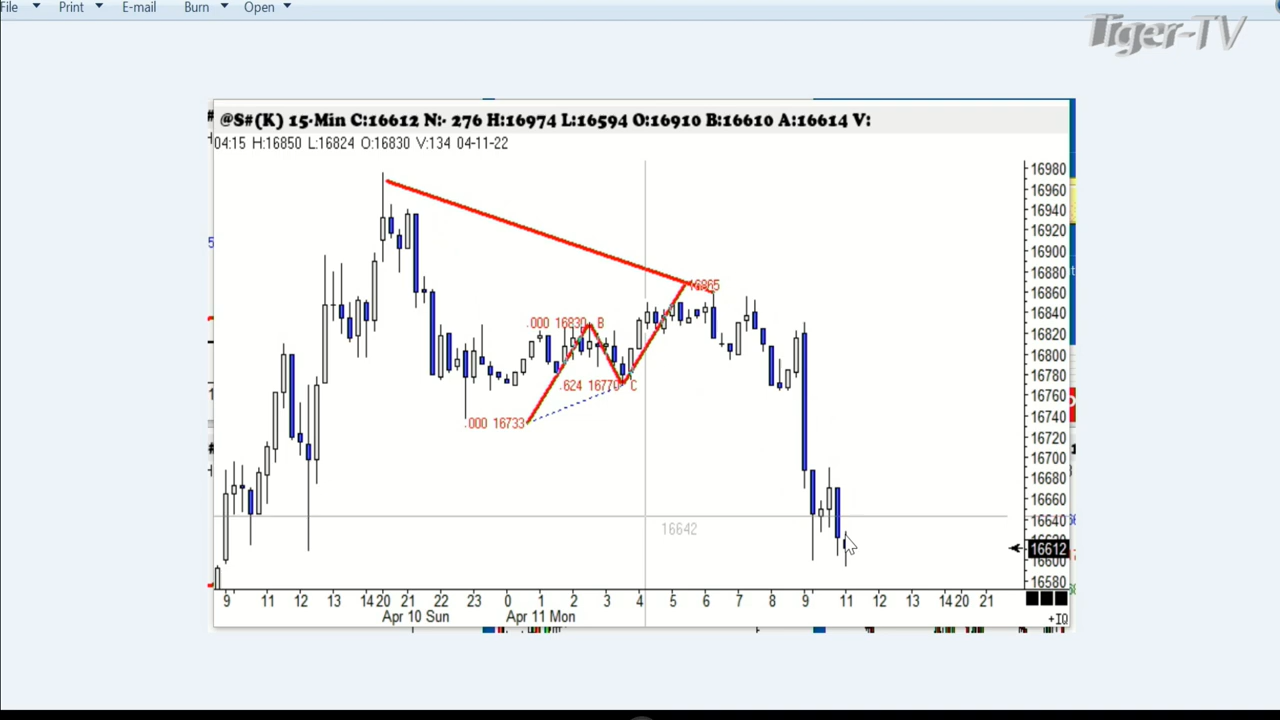 File Print E-mail Burn Open
Tiger-TV
@S#(K) 15-Min C:16612 N:- 276 H:16974 L:16594 O:16910 B:16610 A:16614 V:
04:15 H:16850 L:16824 O:16830 V:134 04-11-22
16980
16960
16940
16920
16900
16880
16860
16840
16820
16800
16780
16760
16740
16720
16700
16680
16660
16640
16612
16600
16580
16865
.000 16830 B
.624 16770 C
.000 16733
16642
9 11 12 13 14 20 21 22 23 0 1 2 3 4 5 6 7 8 9 11 12 13 14 20 21
Apr 10 Sun Apr 11 Mon
+IQ